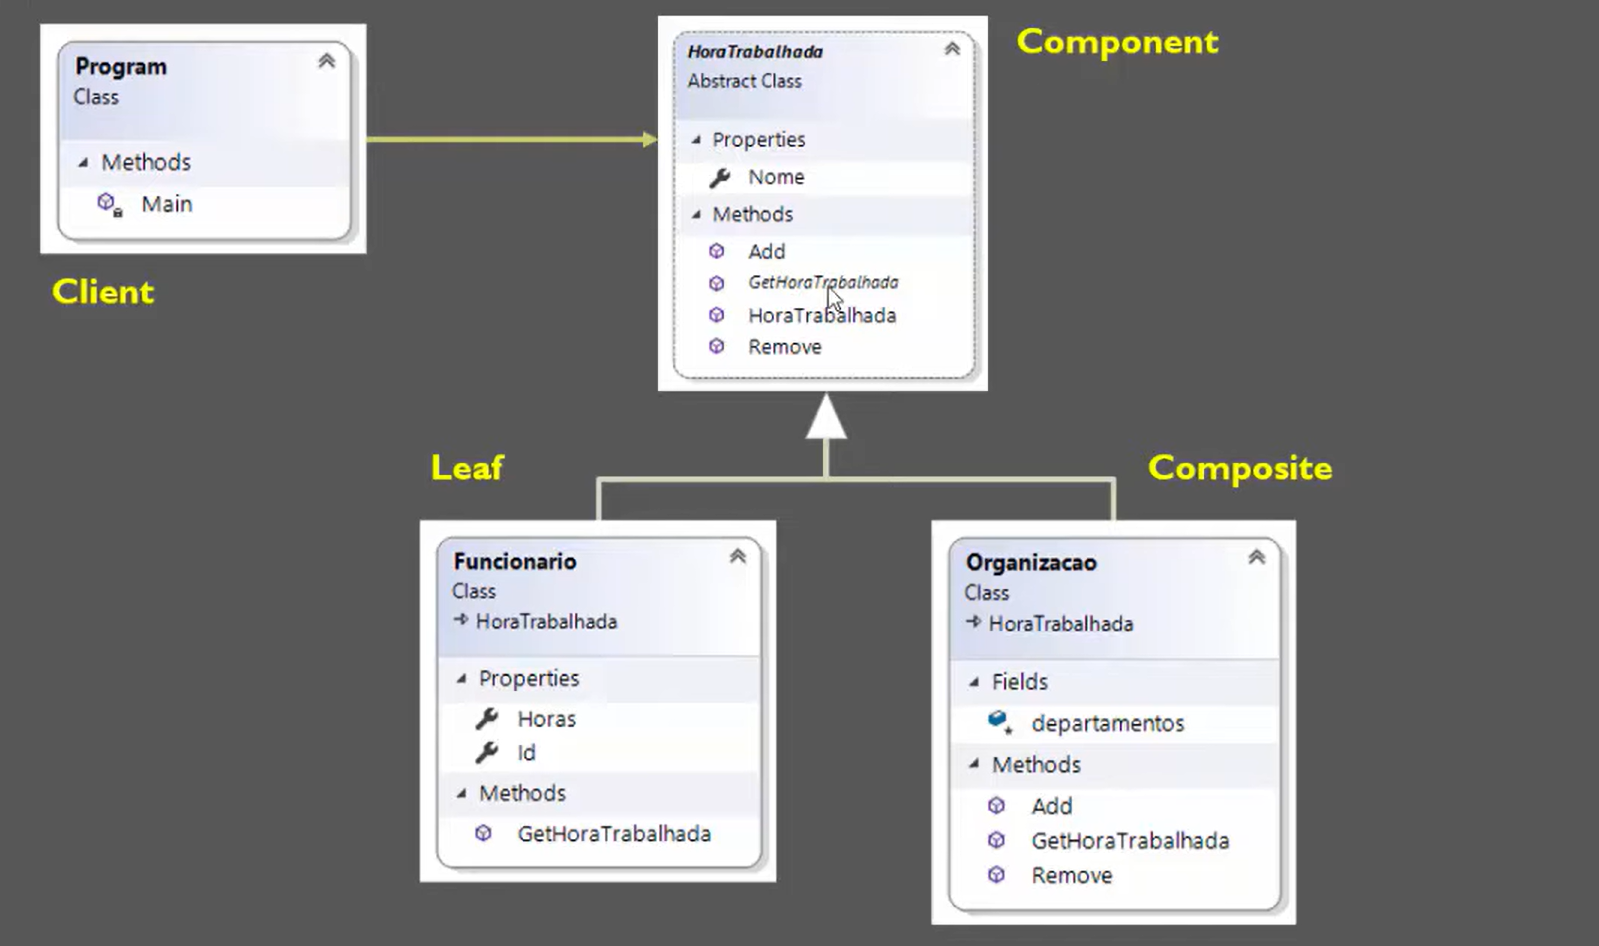 Program
Class
Methods
Main
Client
HoraTrabalhada
Abstract Class
Properties
Nome
Methods
Add
GetHoraTrabalhada
HoraTrabalhada
Remove
Component
Leaf
Composite
Funcionario
Class
HoraTrabalhada
Properties
Horas
Id
Methods
GetHoraTrabalhada
Organizacao
Class
HoraTrabalhada
Fields
departamentos
Methods
Add
GetHoraTrabalhada
Remove